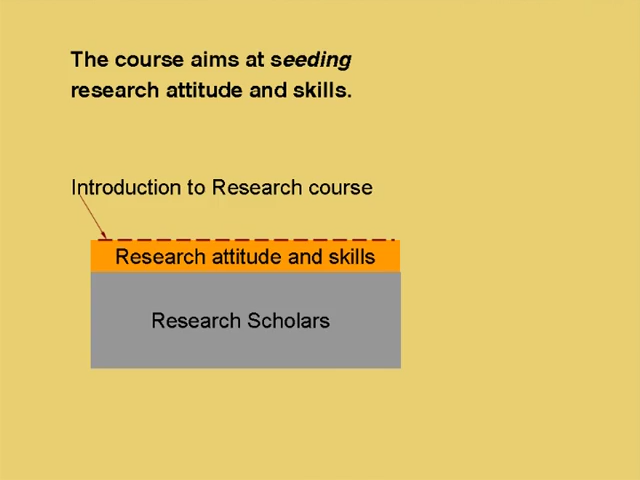 The course aims at seeding
research attitude and skills.
Introduction to Research course
Research attitude and skills
Research Scholars